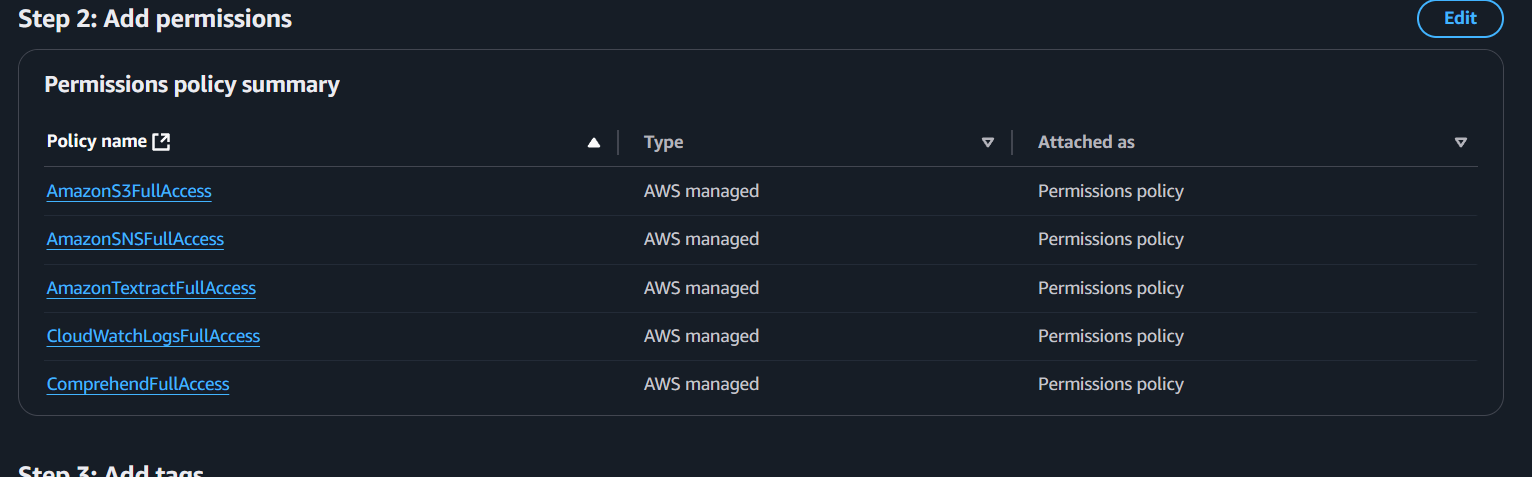 Step 2: Add permissions
Edit
Permissions policy summary
Policy name Type Attached as
AmazonS3FullAccess AWS managed Permissions policy
AmazonSNSFullAccess AWS managed Permissions policy
AmazonTextractFullAccess AWS managed Permissions policy
CloudWatchLogsFullAccess AWS managed Permissions policy
ComprehendFullAccess AWS managed Permissions policy
Step 3: Add tags